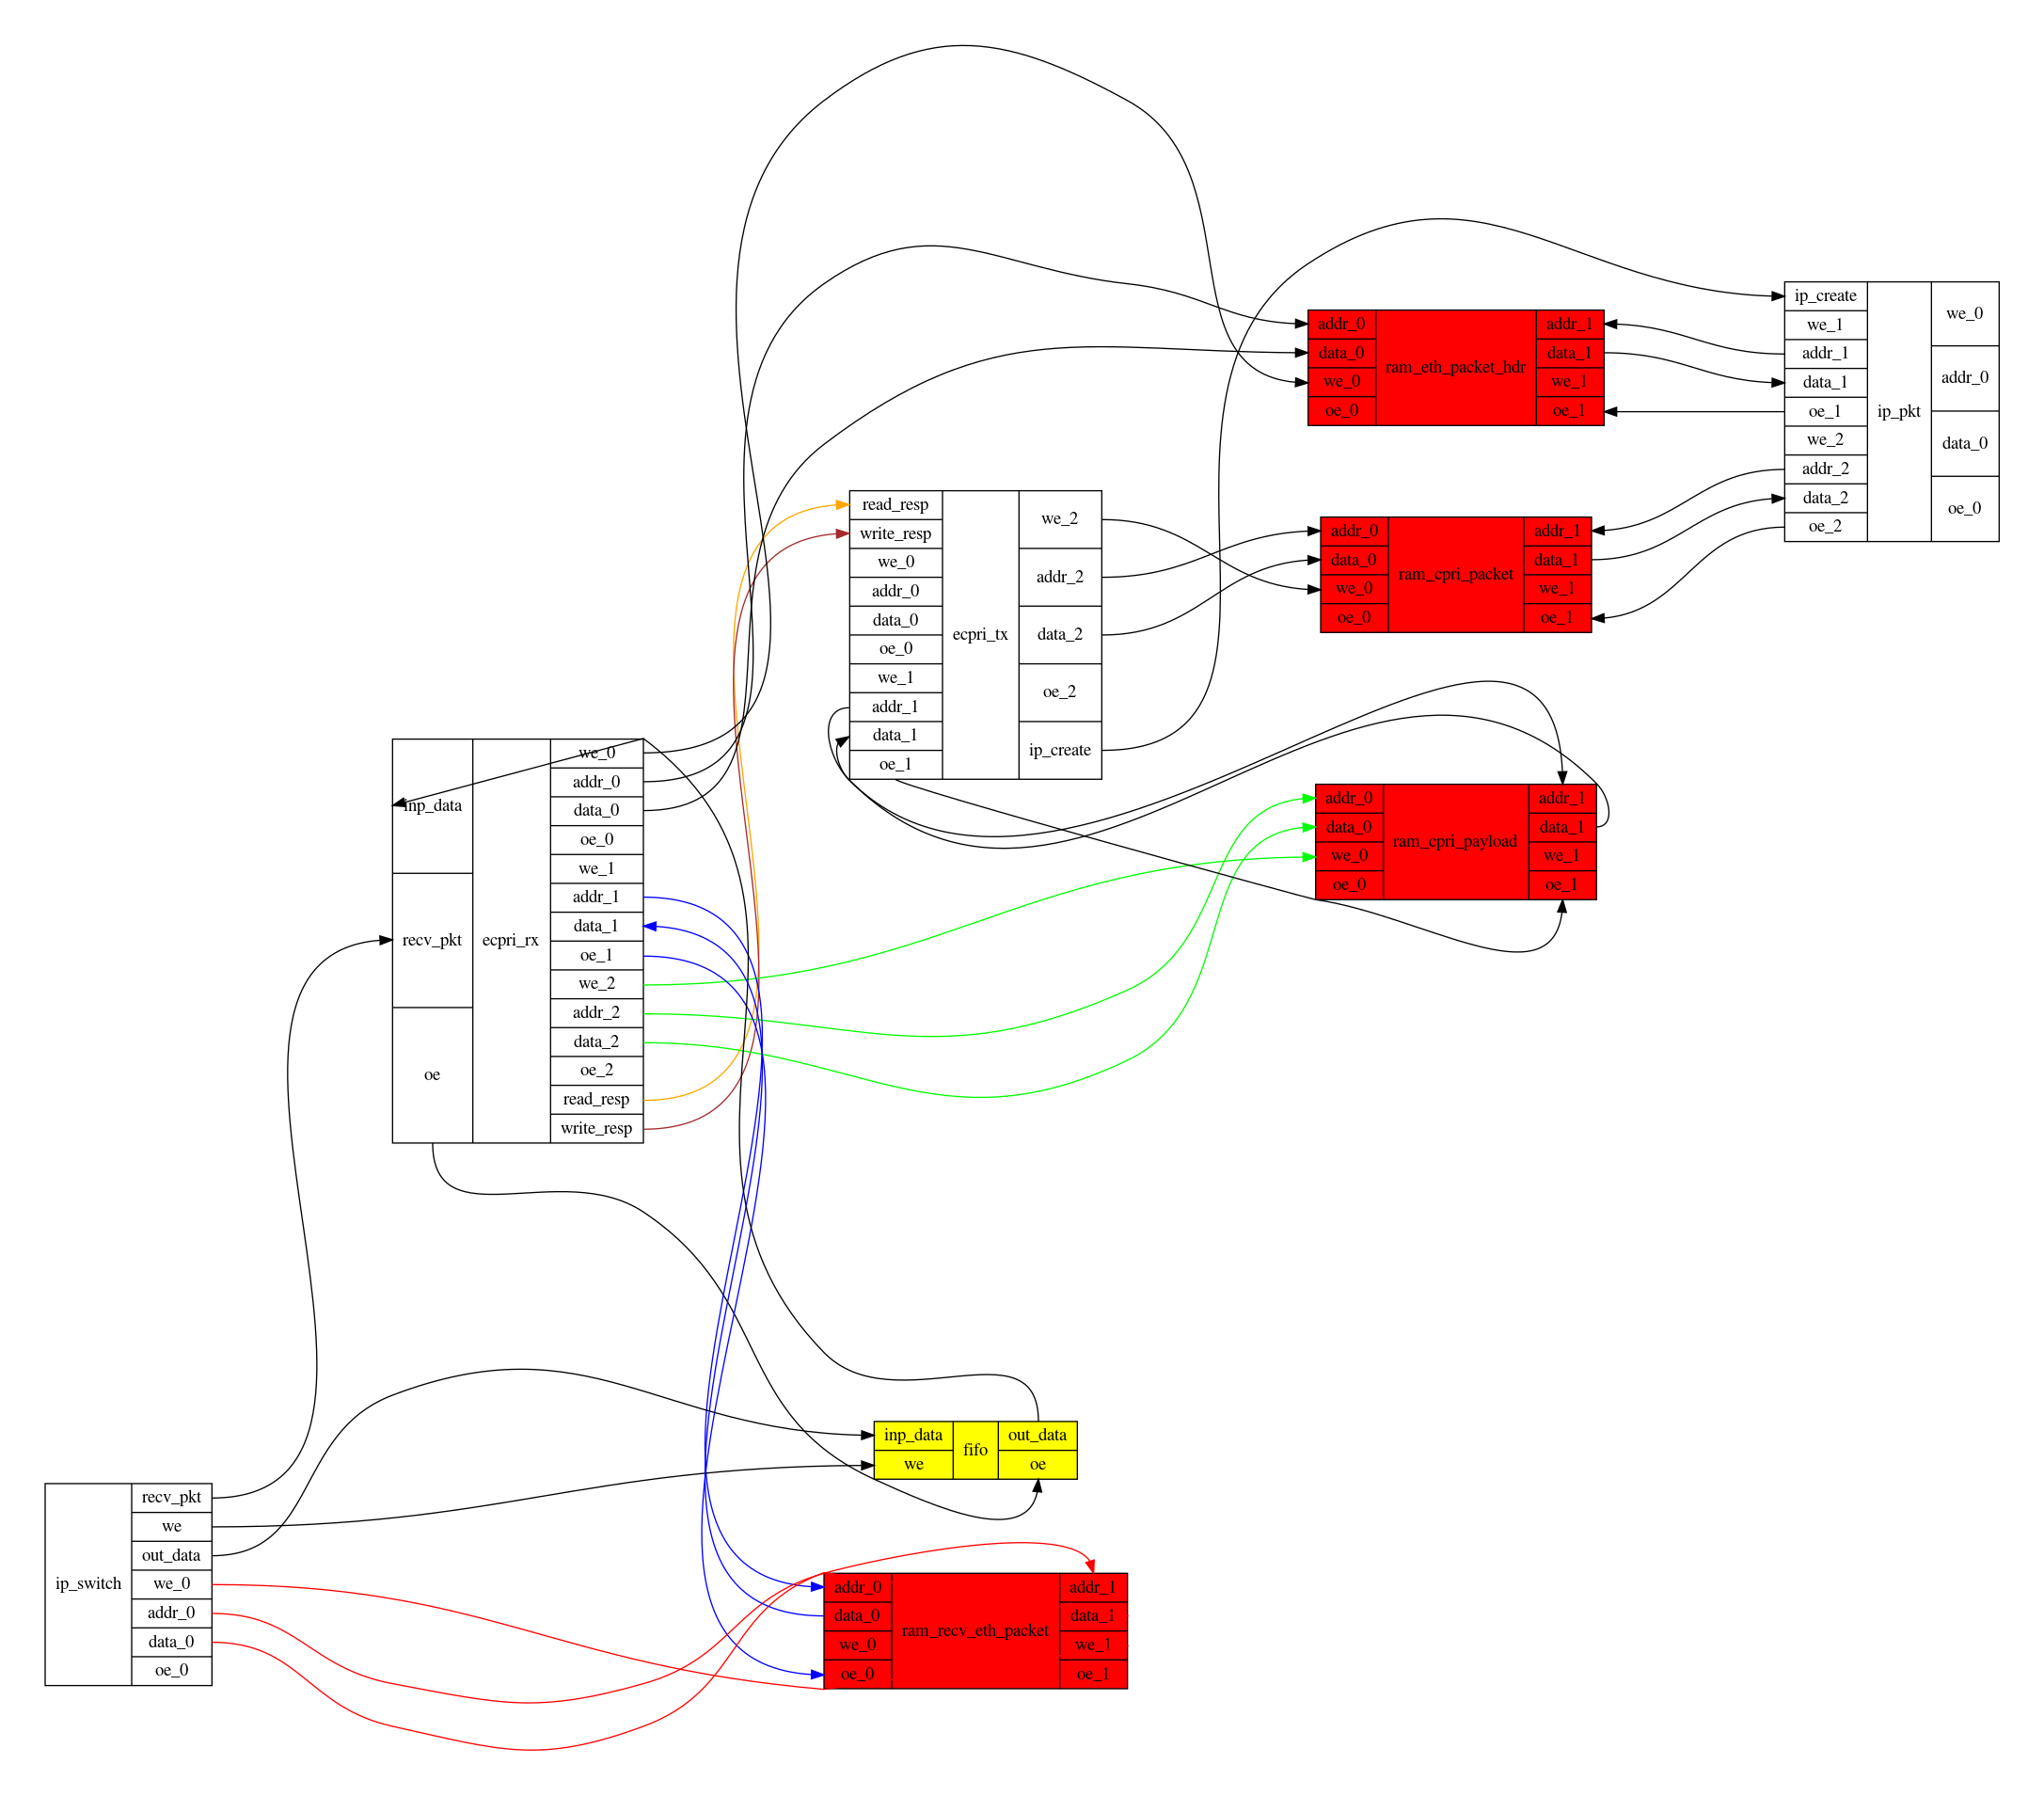 ip_create
we_1
addr_1
data_1
oe_1
we_2
addr_2
data_2
oe_2
ip_pkt
we_0
addr_0
data_0
oe_0
addr_0
data_0
we_0
oe_0
ram_eth_packet_hdr
addr_1
data_1
we_1
oe_1
read_resp
write_resp
we_0
addr_0
data_0
oe_0
we_1
addr_1
data_1
oe_1
ecpri_tx
we_2
addr_2
data_2
oe_2
ip_create
addr_0
data_0
we_0
oe_0
ram_cpri_packet
addr_1
data_1
we_1
oe_1
inp_data
recv_pkt
oe
ecpri_rx
we_0
addr_0
data_0
oe_0
we_1
addr_1
data_1
oe_1
we_2
addr_2
data_2
oe_2
read_resp
write_resp
addr_0
data_0
we_0
oe_0
ram_cpri_payload
addr_1
data_1
we_1
oe_1
inp_data
we
fifo
out_data
oe
ip_switch
recv_pkt
we
out_data
we_0
addr_0
data_0
oe_0
addr_0
data_0
we_0
oe_0
ram_recv_eth_packet
addr_1
data_1
we_1
oe_1